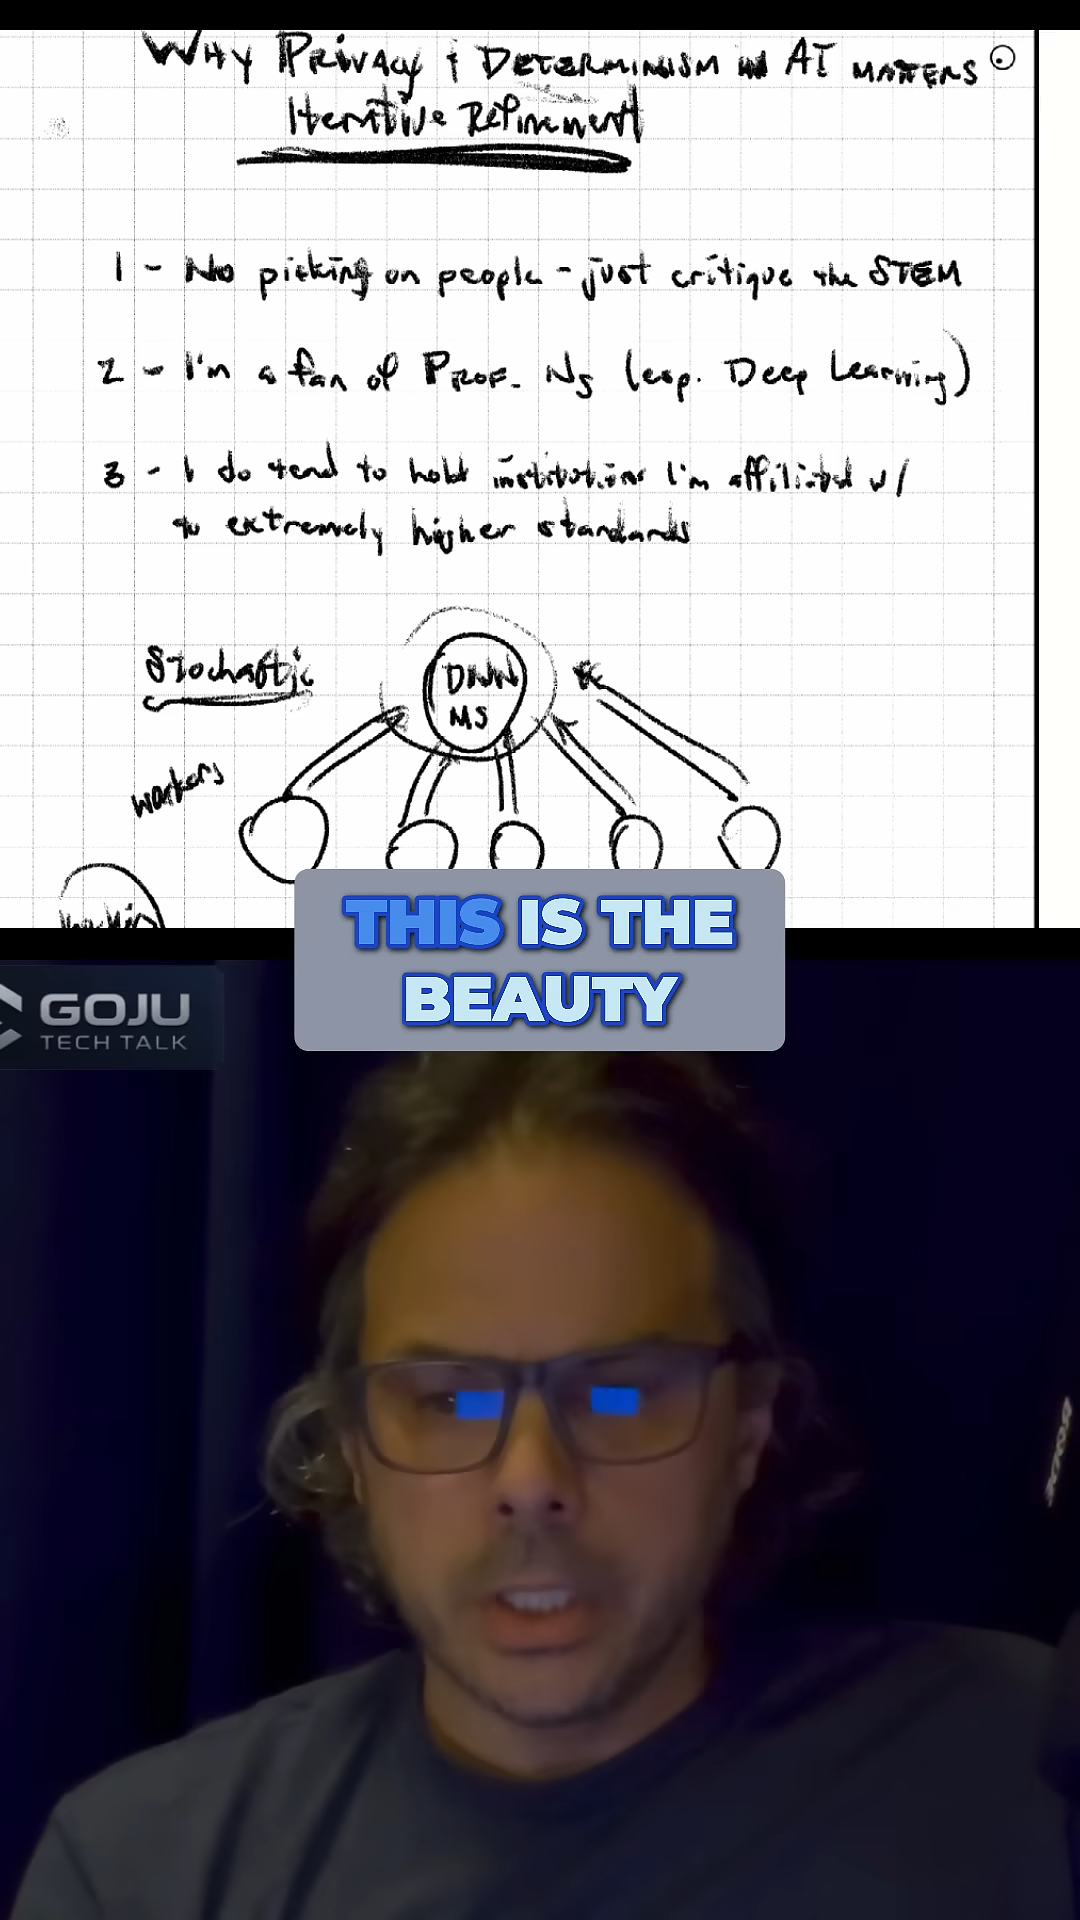 WHY PRIVACY & DETERMINISM IN AI MATTERS
Iterative Refinement
1 - No picking on people - just critique the STEM
2 - I'm a fan of PROF. Ng (esp. Deep Learning)
3 - I do tend to hold institutions I'm affiliated w/
to extremely higher standards
Stochastic
DNN
MS
workers
THIS IS THE
BEAUTY
GOJU
TECH TALK